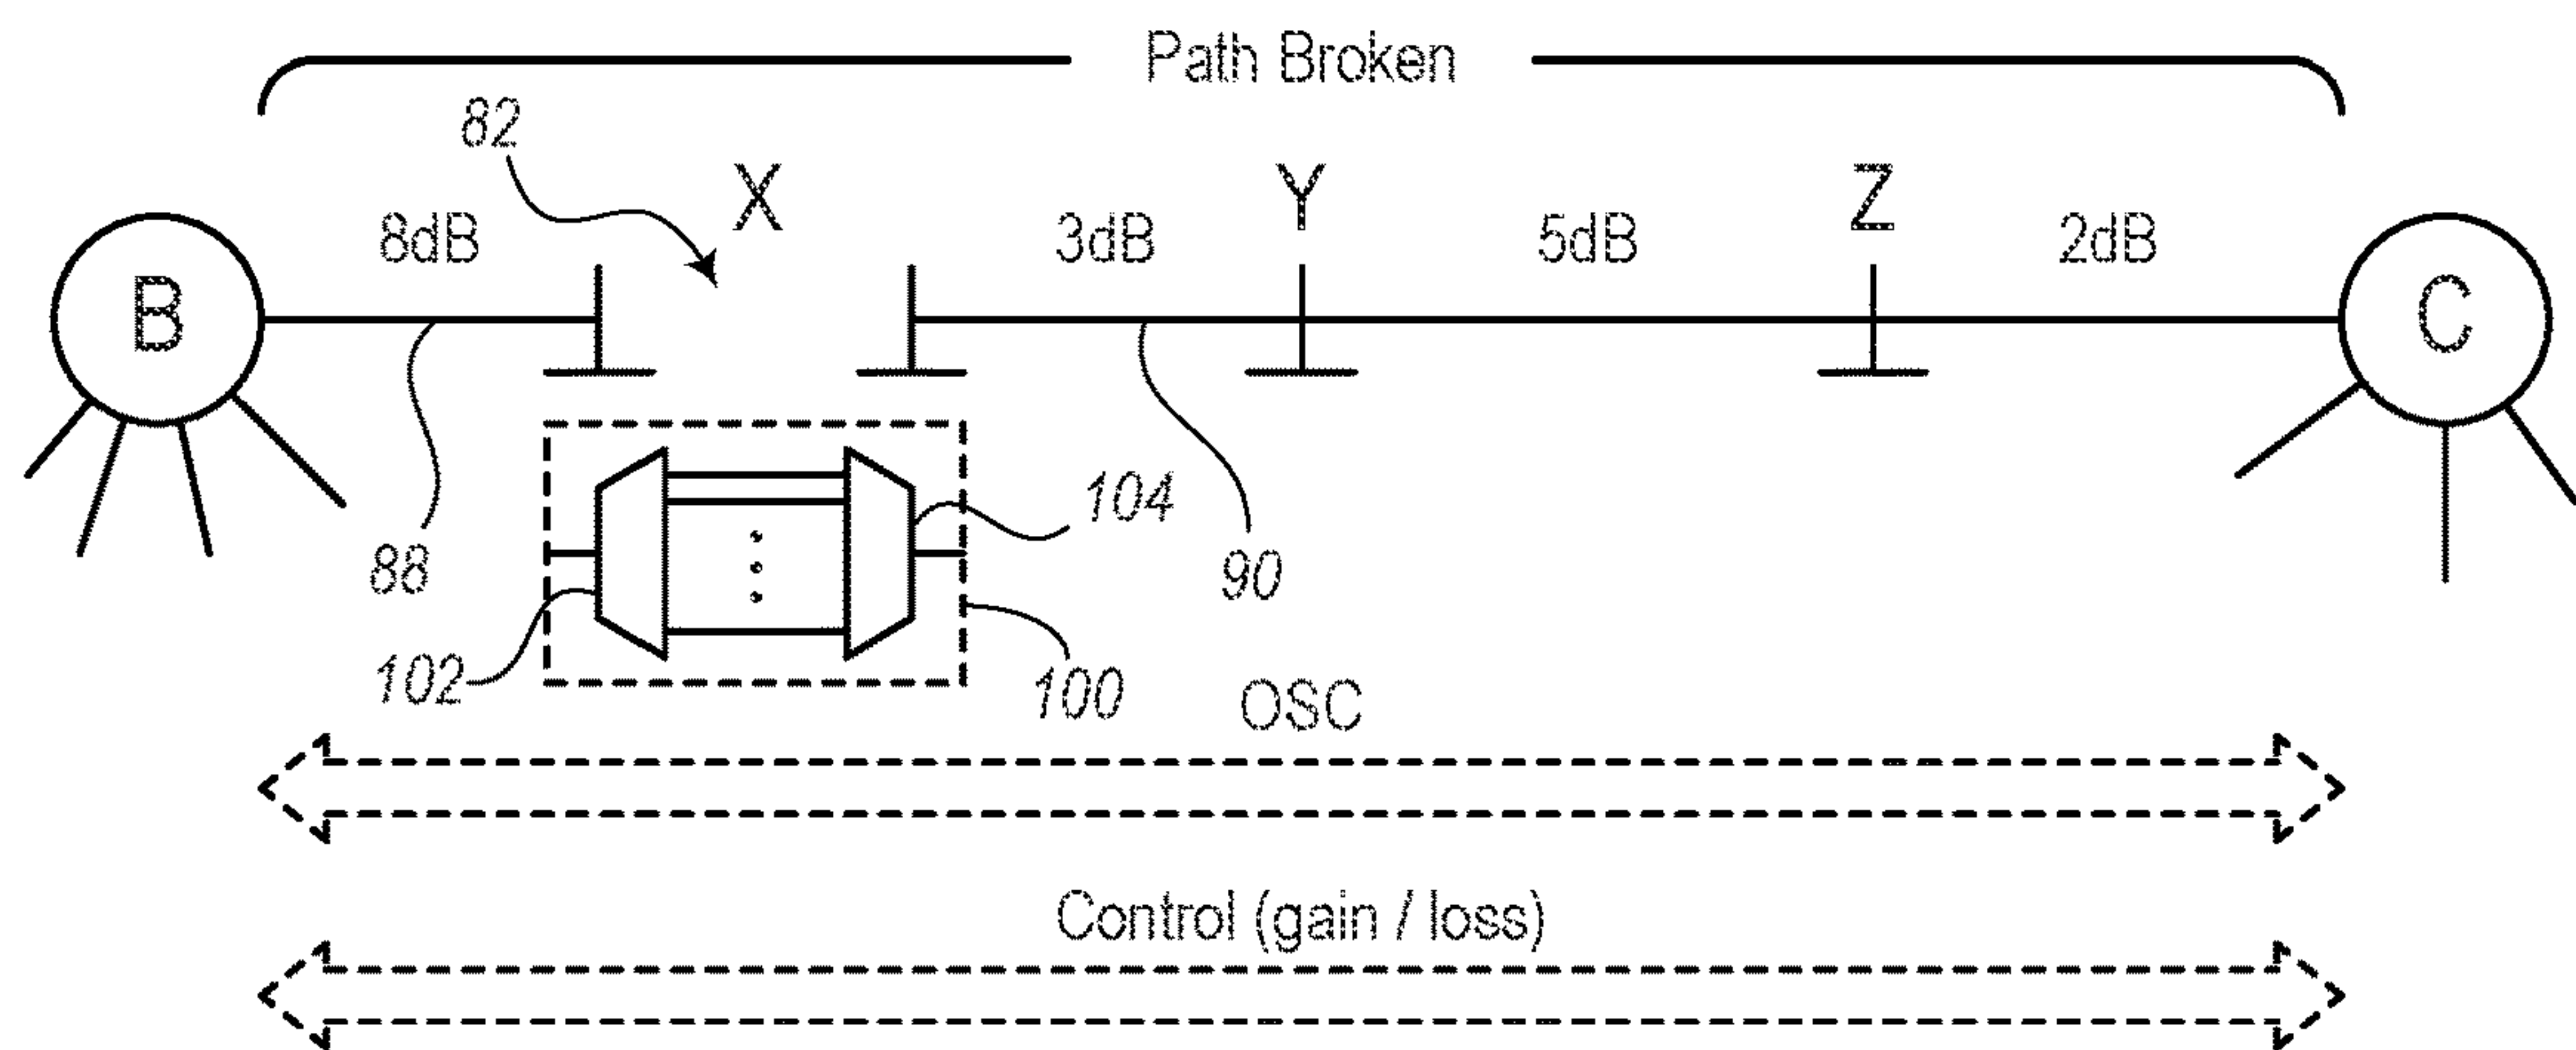 Path Broken
82
X
Y
Z
8dB
3dB
5dB
2dB
B
C
88
104
90
102
100
OSC
Control (gain / loss)